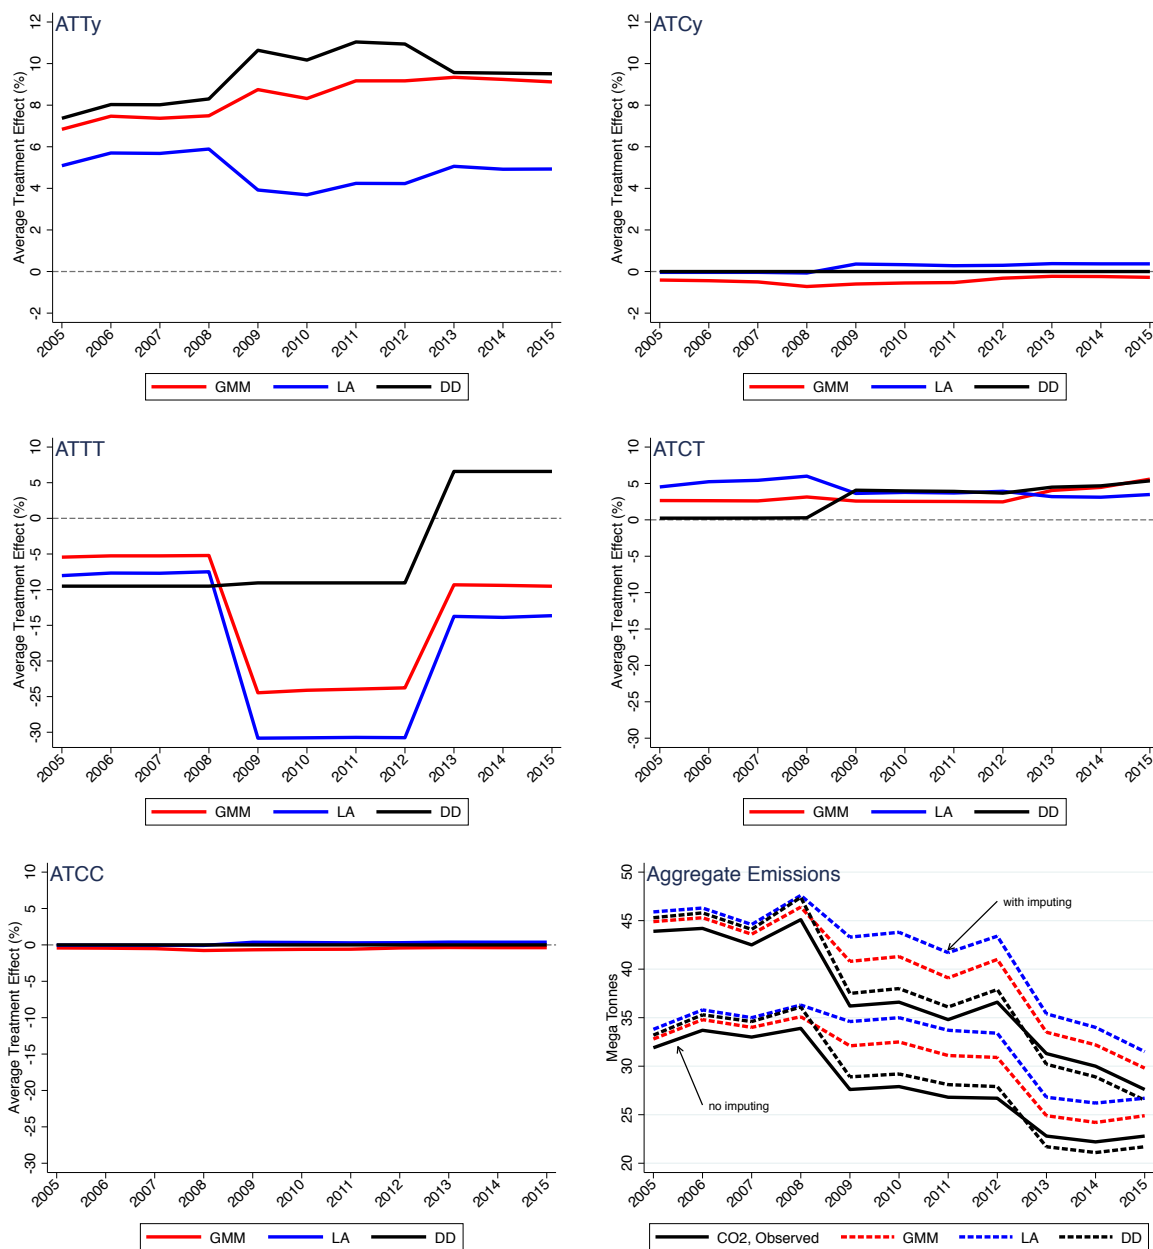 ATTy
Average Treatment Effect (%)
12
10
8
6
4
2
0
-2
2005 2006 2007 2008 2009 2010 2011 2012 2013 2014 2015
GMM LA DD
ATCy
Average Treatment Effect (%)
12
10
8
6
4
2
0
-2
2005 2006 2007 2008 2009 2010 2011 2012 2013 2014 2015
GMM LA DD
ATTT
Average Treatment Effect (%)
10
5
0
-5
-10
-15
-20
-25
-30
2005 2006 2007 2008 2009 2010 2011 2012 2013 2014 2015
GMM LA DD
ATCT
Average Treatment Effect (%)
10
5
0
-5
-10
-15
-20
-25
-30
2005 2006 2007 2008 2009 2010 2011 2012 2013 2014 2015
GMM LA DD
ATCC
Average Treatment Effect (%)
10
5
0
-5
-10
-15
-20
-25
-30
2005 2006 2007 2008 2009 2010 2011 2012 2013 2014 2015
GMM LA DD
Aggregate Emissions
Mega Tonnes
50
45
40
35
30
25
20
with imputing
no imputing
2005 2006 2007 2008 2009 2010 2011 2012 2013 2014 2015
CO2, Observed GMM LA DD